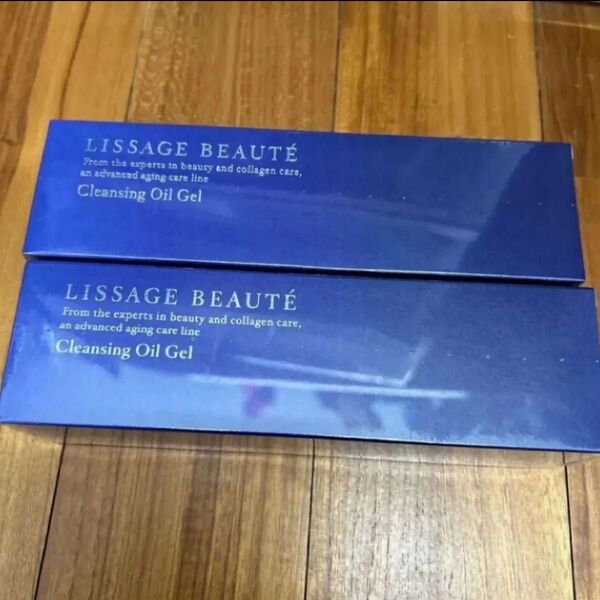 LISSAGE BEAUTÉ
From the experts in beauty and collagen care,
an advanced aging care line
Cleansing Oil Gel
LISSAGE BEAUTÉ
From the experts in beauty and collagen care,
an advanced aging care line
Cleansing Oil Gel